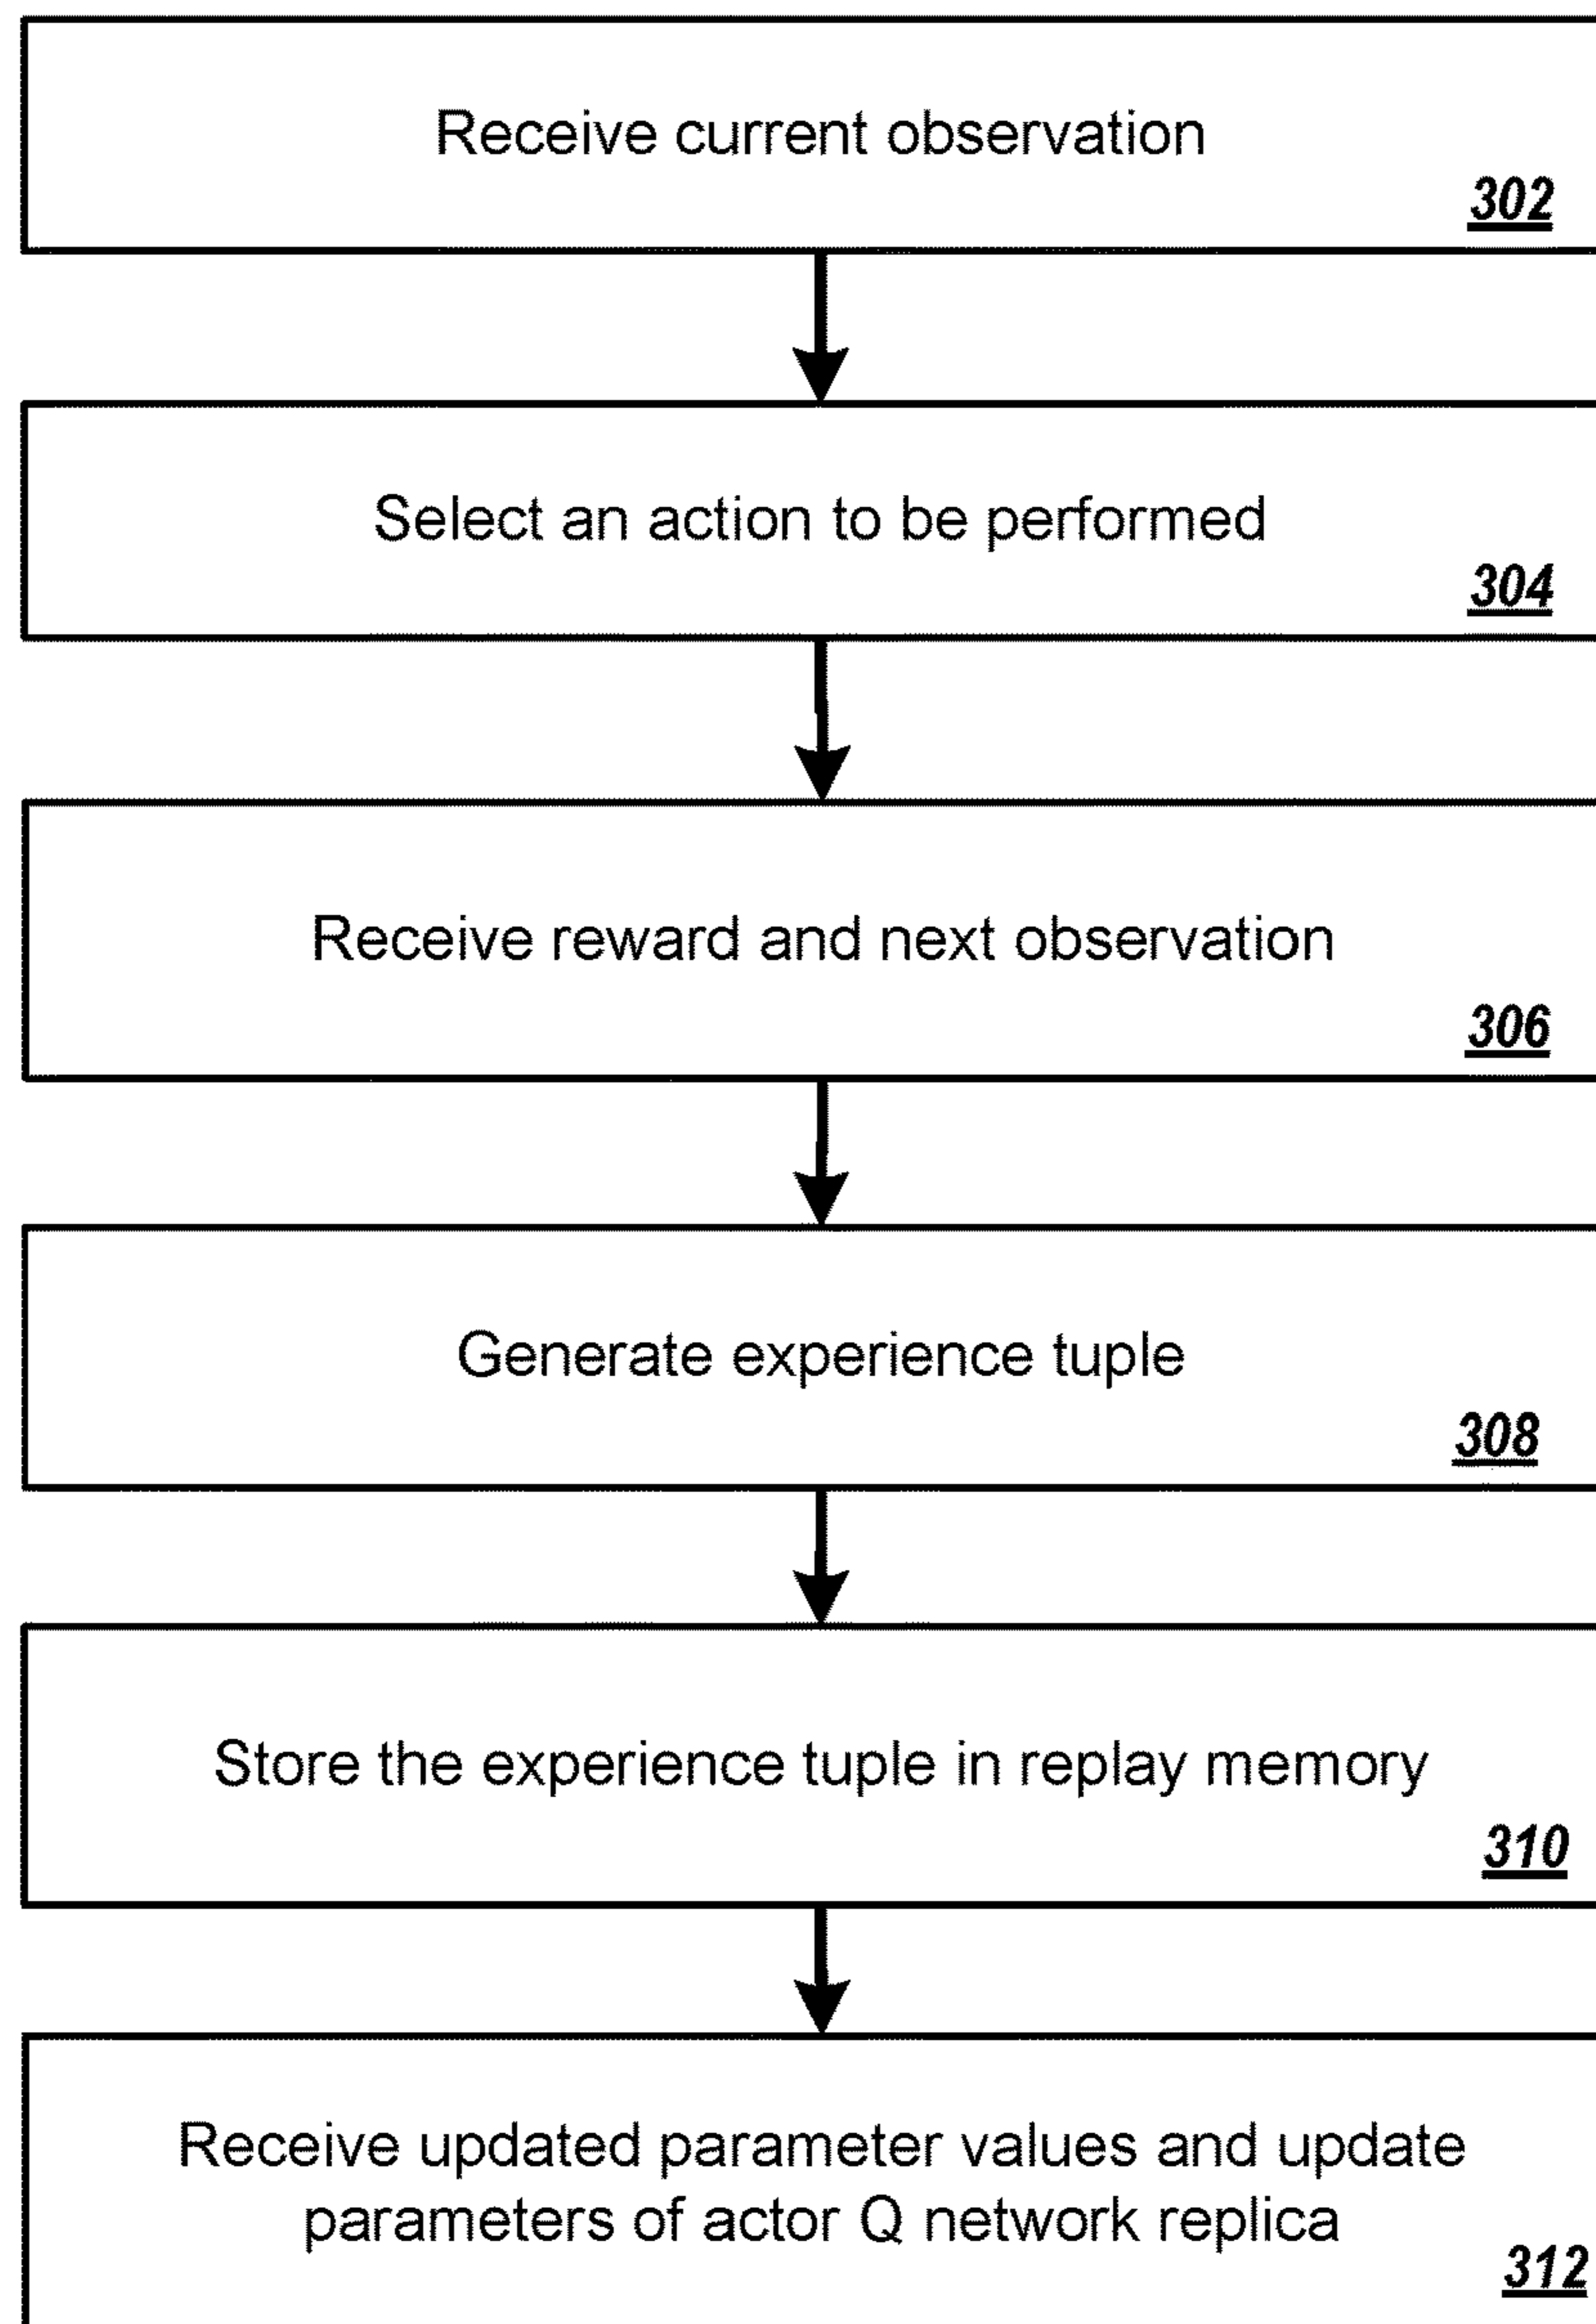 Receive current observation
302
Select an action to be performed
304
Receive reward and next observation
306
Generate experience tuple
308
Store the experience tuple in replay memory
310
Receive updated parameter values and update
parameters of actor Q network replica
312